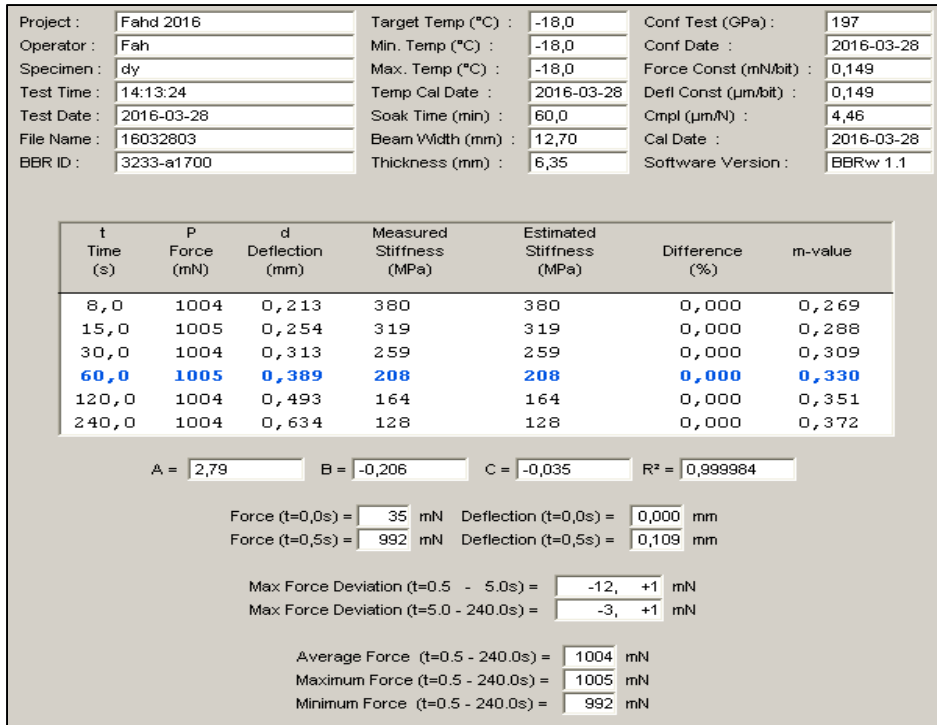 Project : Fahd 2016 Target Temp (°C) : -18,0 Conf Test (GPa) : 197
Operator : Fah Min. Temp (°C) : -18,0 Conf Date : 2016-03-28
Specimen : dy Max. Temp (°C) : -18,0 Force Const (mN/bit) : 0,149
Test Time : 14:13:24 Temp Cal Date : 2016-03-28 Defl Const (µm/bit) : 0,149
Test Date : 2016-03-28 Soak Time (min) : 60,0 Cmpl (µm/N) : 4,46
File Name : 16032803 Beam Width (mm) : 12,70 Cal Date : 2016-03-28
BBR ID : 3233-a1700 Thickness (mm) : 6,35 Software Version : BBRw 1.1
t P d Measured Estimated
Time Force Deflection Stiffness Stiffness Difference m-value
(s) (mN) (mm) (MPa) (MPa) (%)
8,0 1004 0,213 380 380 0,000 0,269
15,0 1005 0,254 319 319 0,000 0,288
30,0 1004 0,313 259 259 0,000 0,309
60,0 1005 0,389 208 208 0,000 0,330
120,0 1004 0,493 164 164 0,000 0,351
240,0 1004 0,634 128 128 0,000 0,372
A = 2,79 B = -0,206 C = -0,035 R² = 0,999984
Force (t=0,0s) = 35 mN Deflection (t=0,0s) = 0,000 mm
Force (t=0,5s) = 992 mN Deflection (t=0,5s) = 0,109 mm
Max Force Deviation (t=0.5 - 5.0s) = -12, +1 mN
Max Force Deviation (t=5.0 - 240.0s) = -3, +1 mN
Average Force (t=0.5 - 240.0s) = 1004 mN
Maximum Force (t=0.5 - 240.0s) = 1005 mN
Minimum Force (t=0.5 - 240.0s) = 992 mN